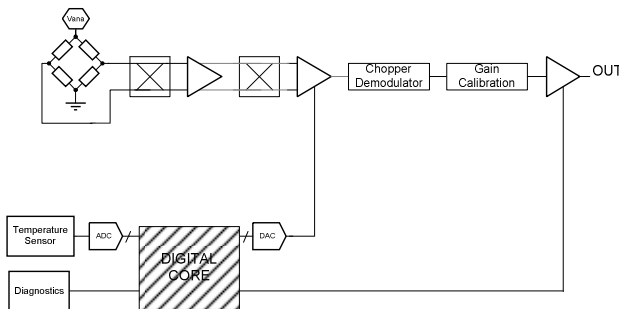 Vana
Chopper
Demodulator
Gain
Calibration
OUT
Temperature
Sensor
ADC
DIGITAL
CORE
DAC
Diagnostics